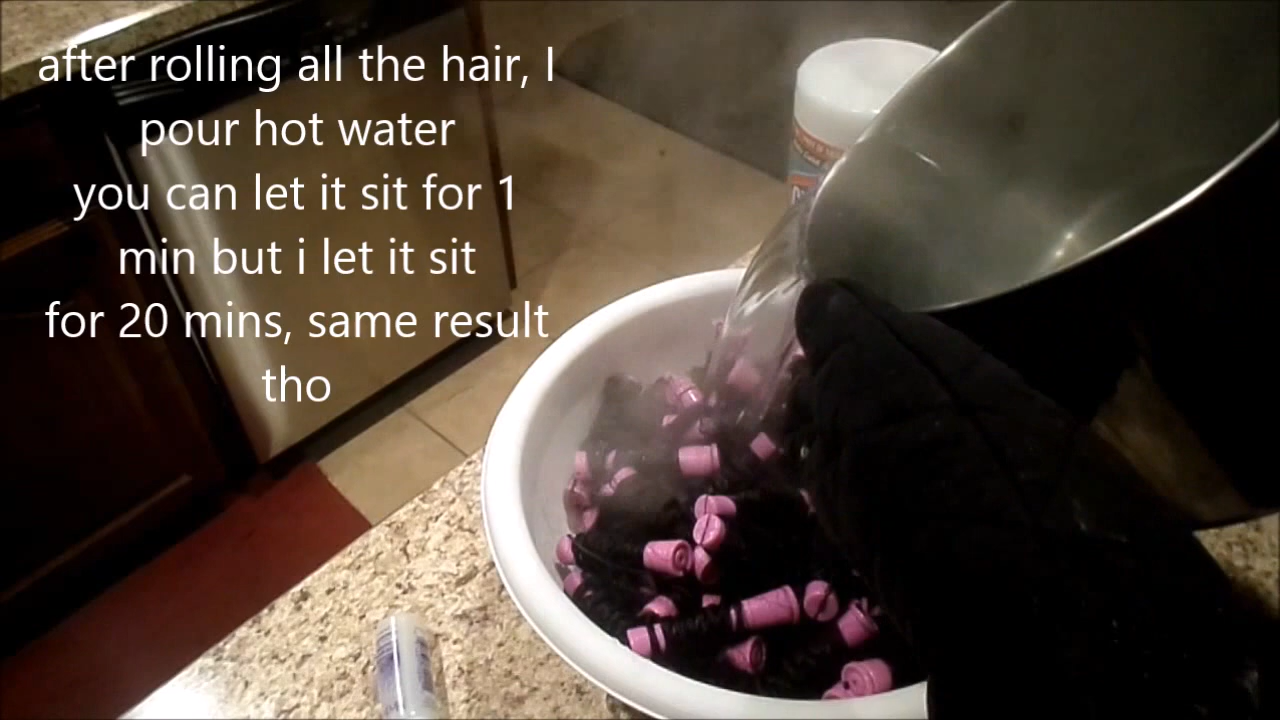 after rolling all the hair, I
pour hot water
you can let it sit for 1
min but i let it sit
for 20 mins, same result
tho